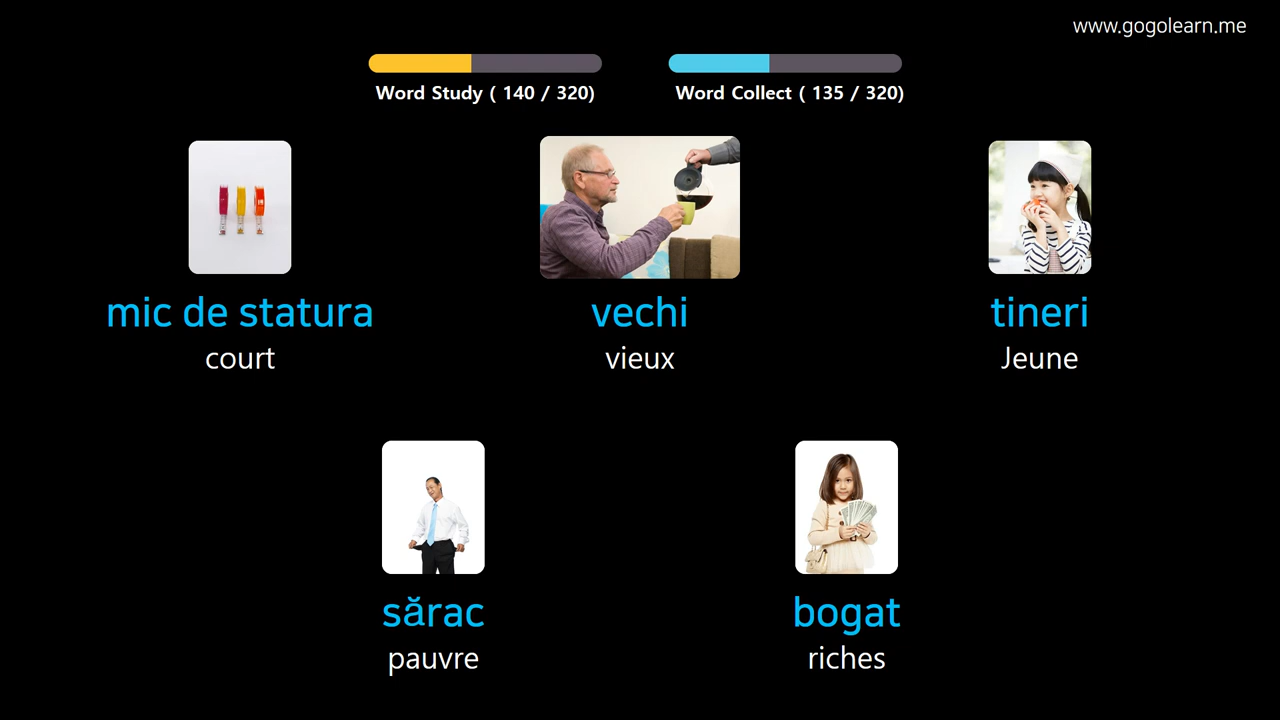 www.gogolearn.me
Word Study ( 140 / 320)
Word Collect ( 135 / 320)
mic de statura
court
vechi
vieux
tineri
Jeune
sărac
pauvre
bogat
riches